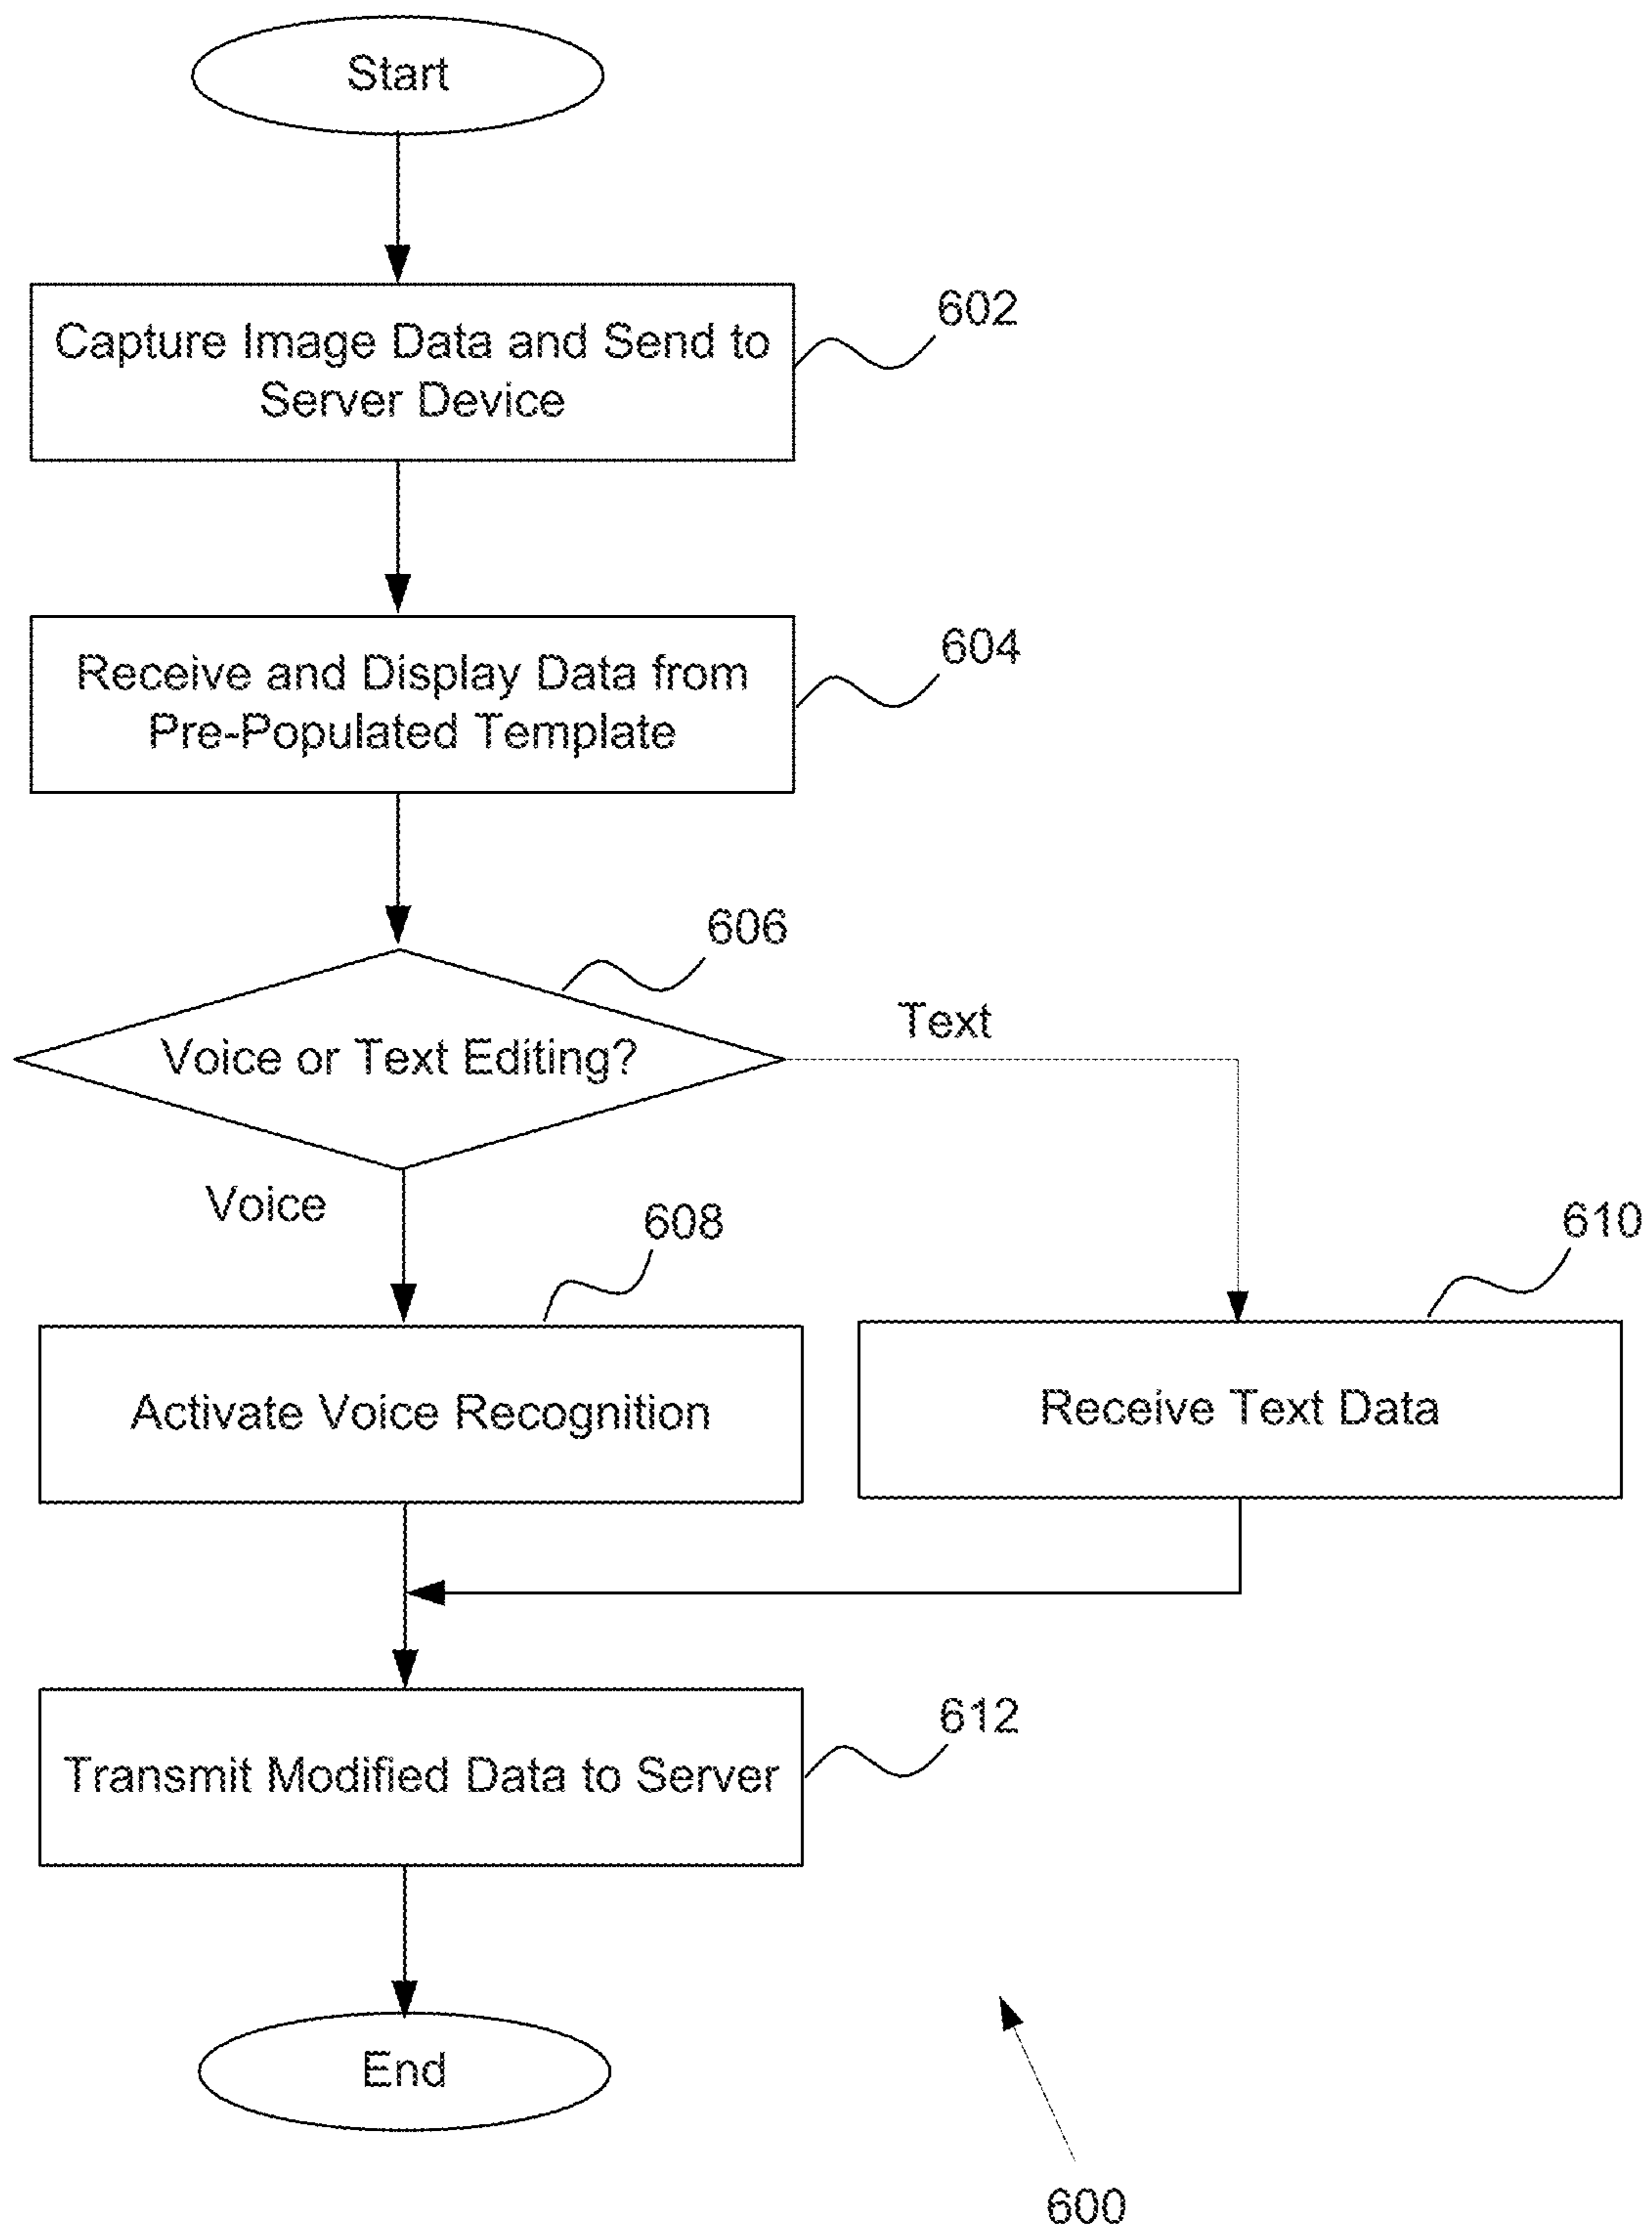 Start
Capture Image Data and Send to
Server Device
602
Receive and Display Data from
Pre-Populated Template
604
606
Voice or Text Editing?
Text
Voice
608
610
Activate Voice Recognition
Receive Text Data
Transmit Modified Data to Server
612
End
600